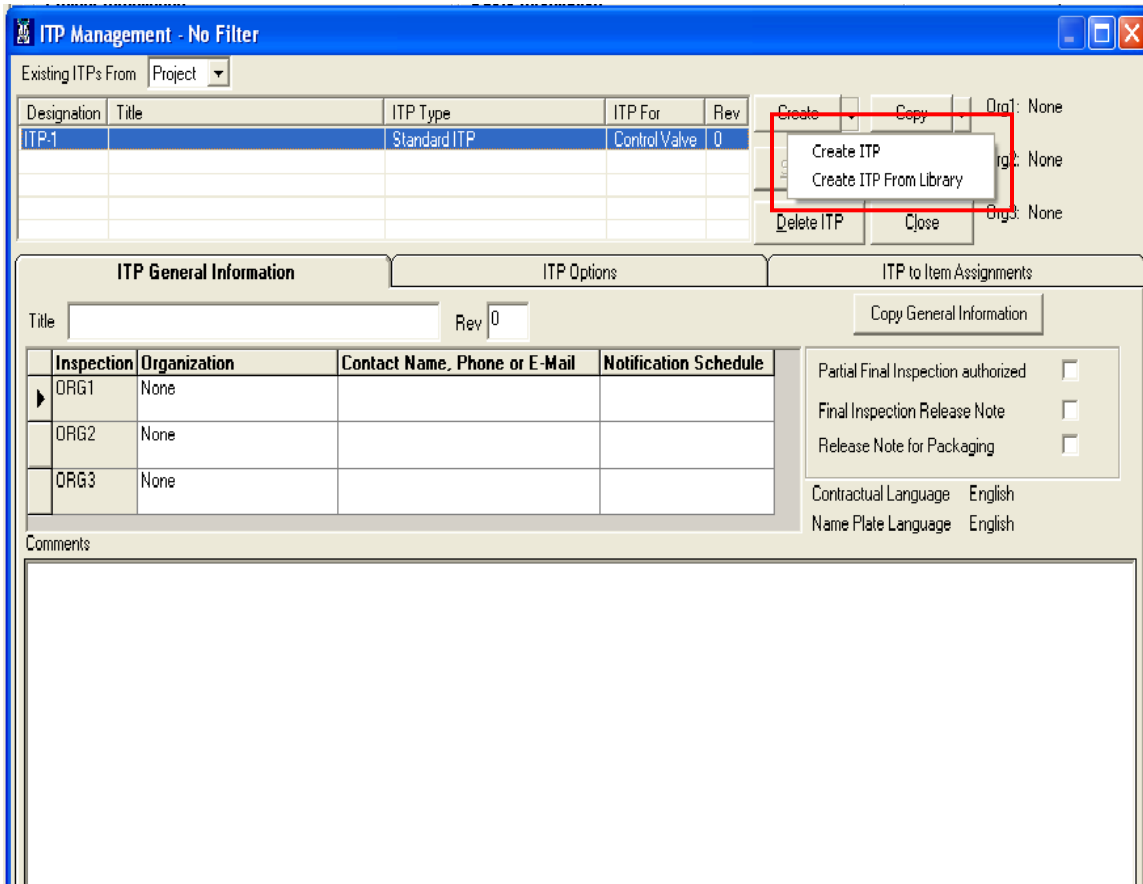 ITP Management - No Filter
Existing ITPs From Project
Designation Title ITP Type ITP For Rev
ITP-1 Standard ITP Control Valve 0
Create Copy
Org1: None
Create ITP
Create ITP From Library
Org2: None
Org3: None
Delete ITP Close
ITP General Information ITP Options ITP to Item Assignments
Title Rev 0 Copy General Information
Inspection Organization Contact Name, Phone or E-Mail Notification Schedule
ORG1 None
ORG2 None
ORG3 None
Partial Final Inspection authorized
Final Inspection Release Note
Release Note for Packaging
Contractual Language English
Name Plate Language English
Comments